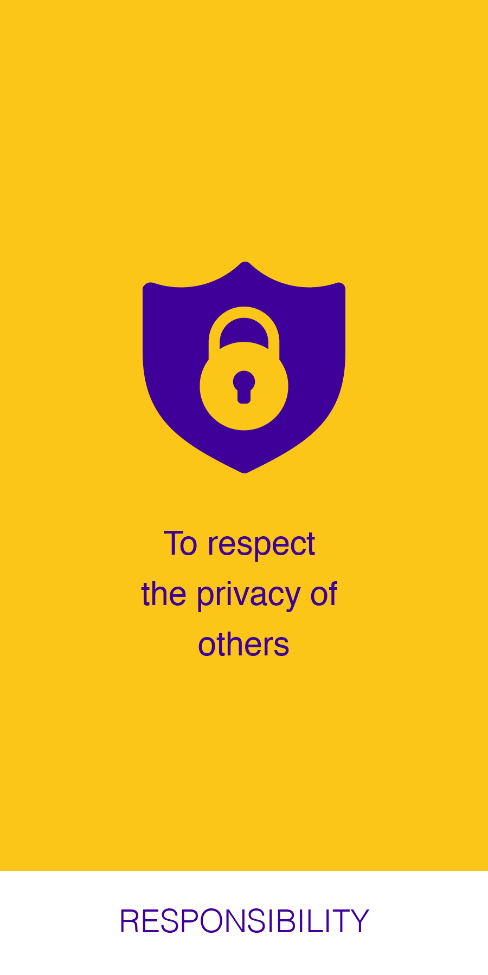 To respect
the privacy of
others
RESPONSIBILITY